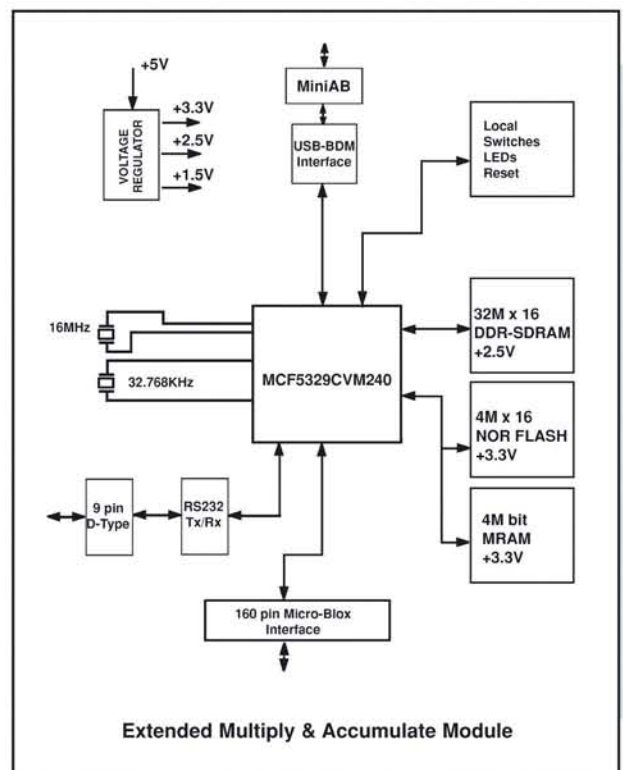 +5V
VOLTAGE
REGULATOR
+3.3V
+2.5V
+1.5V
MiniAB
USB-BDM
Interface
Local
Switches
LEDs
Reset
16MHz
32.768KHz
MCF5329CVM240
32M x 16
DDR-SDRAM
+2.5V
4M x 16
NOR FLASH
+3.3V
4M bit
MRAM
+3.3V
9 pin
D-Type
RS232
Tx/Rx
160 pin Micro-Blox
Interface
Extended Multiply & Accumulate Module